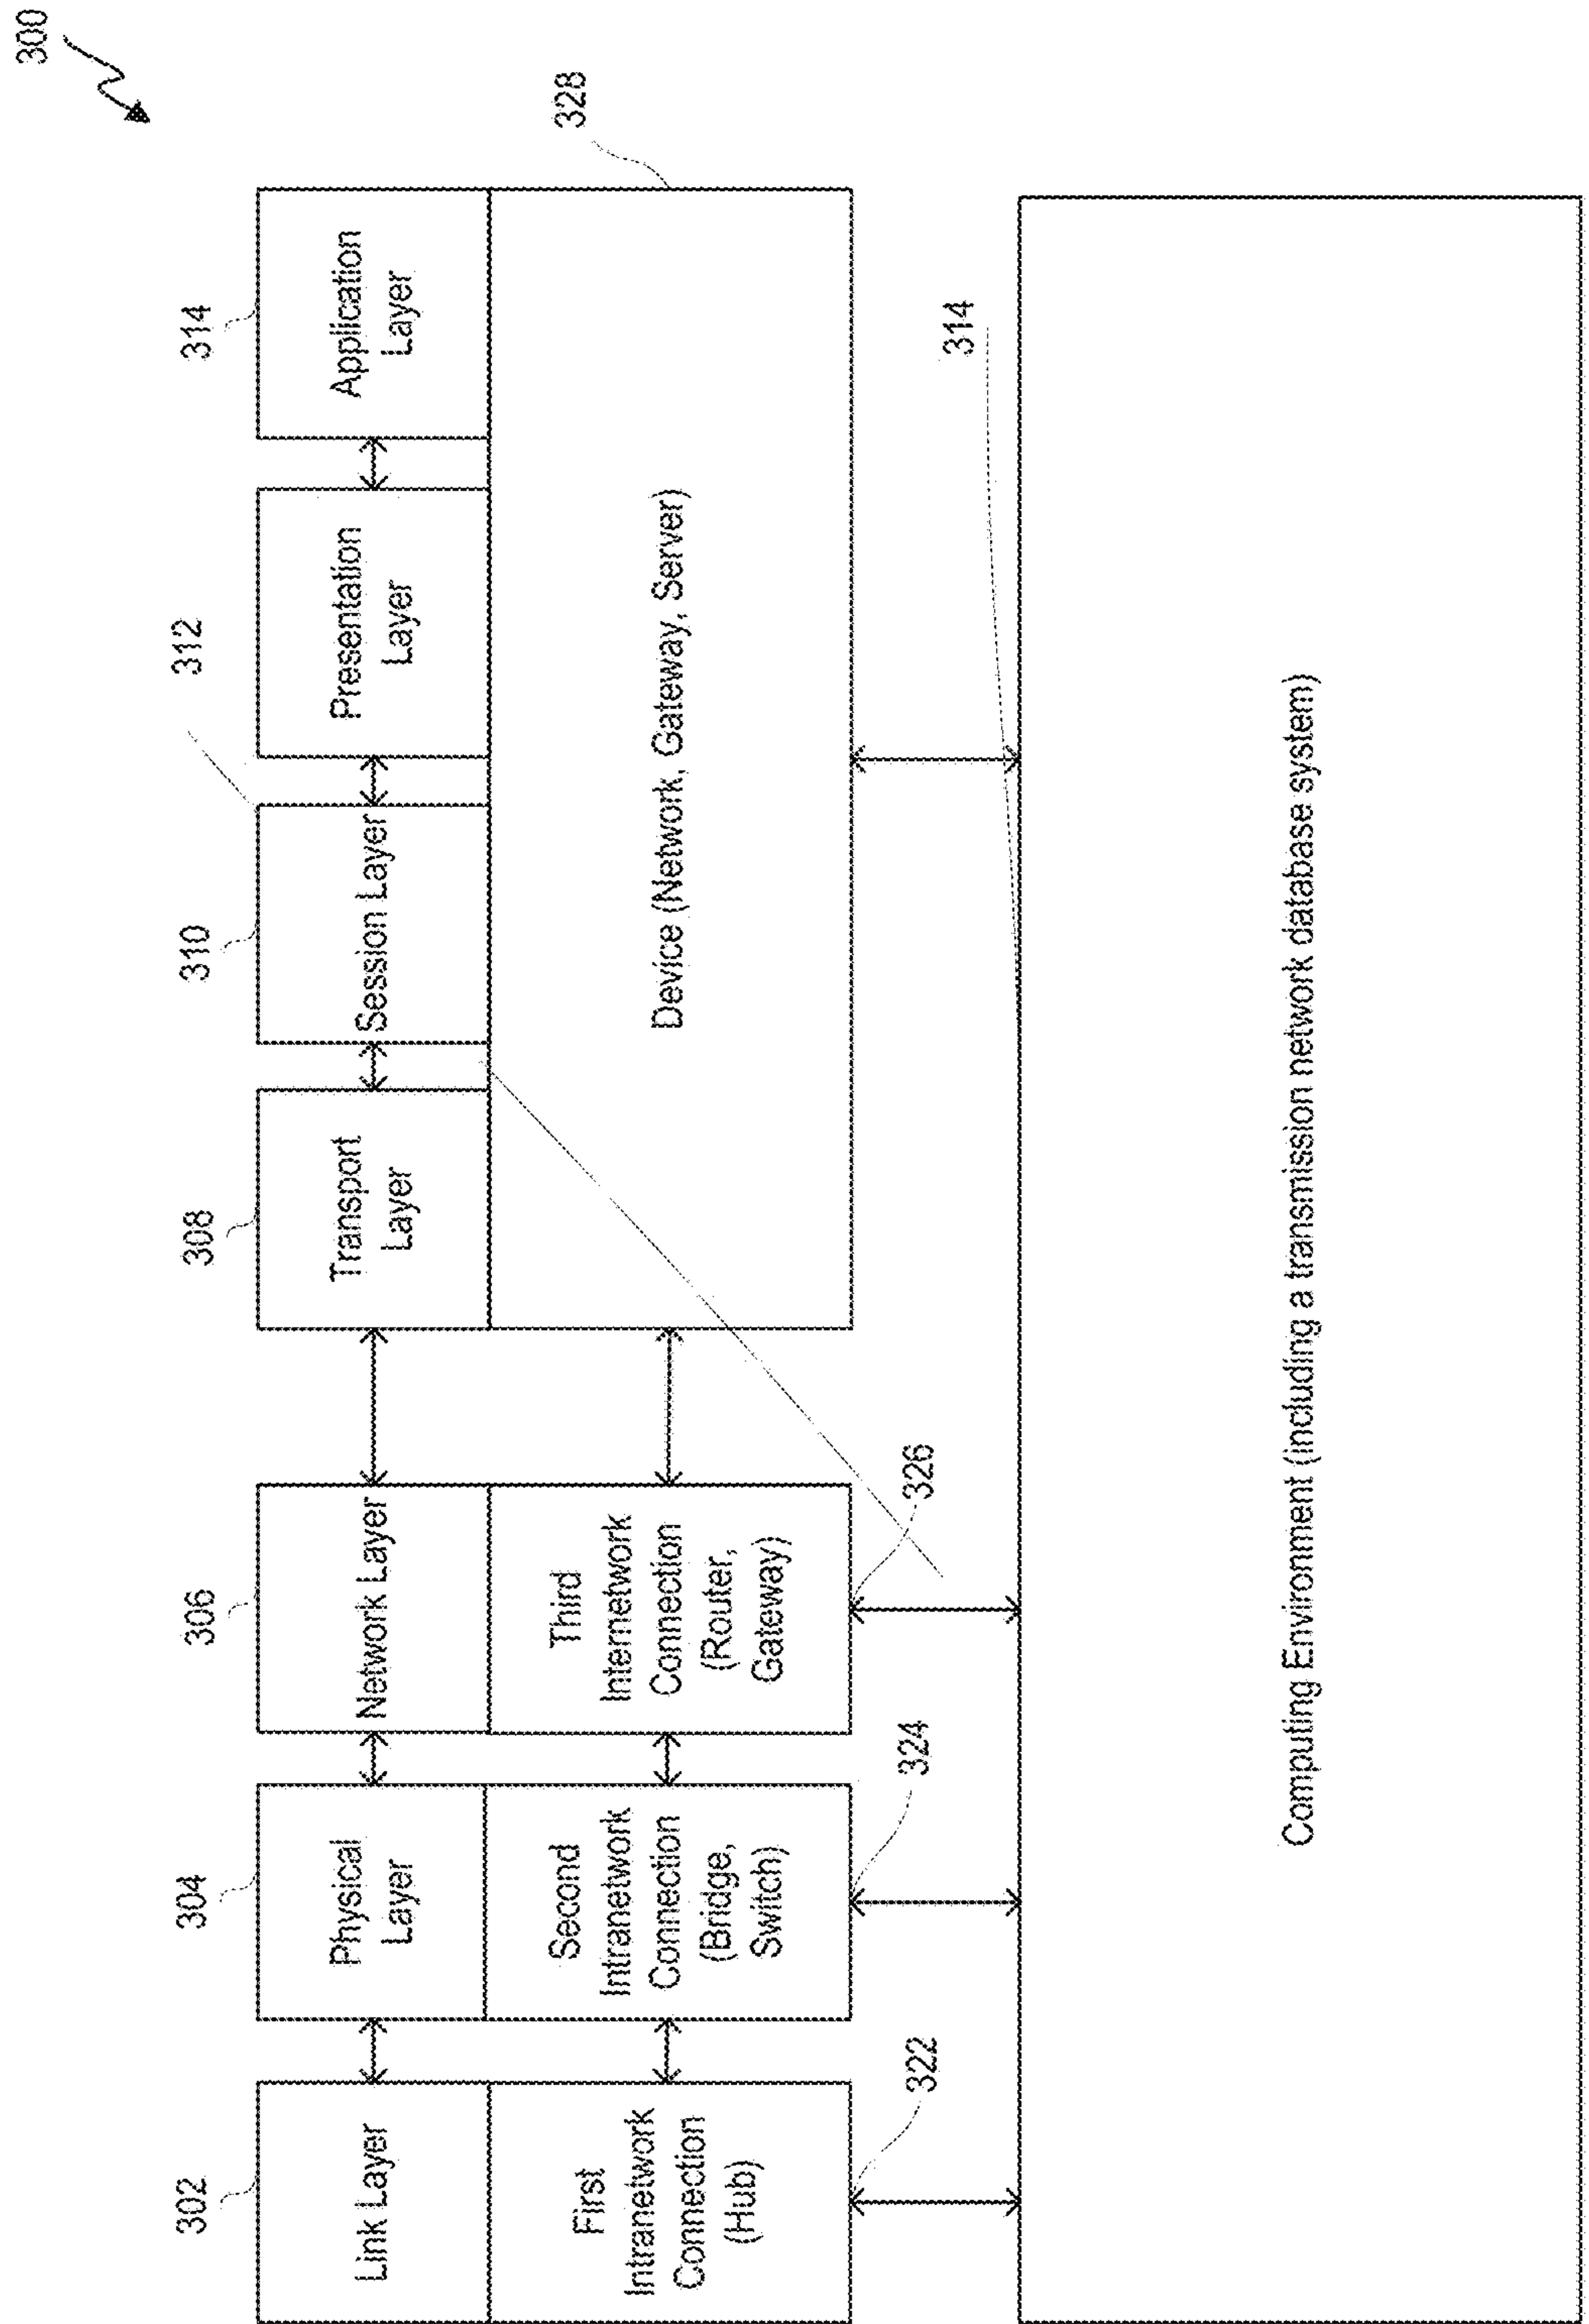 300
302
304
306
308
310
312
314
Link Layer
Physical
Layer
Network Layer
Transport
Layer
Session Layer
Presentation
Layer
Application
Layer
328
First
Intranetwork
Connection
(Hub)
Second
Intranetwork
Connection
(Bridge,
Switch)
Third
Internetwork
Connection
(Router,
Gateway)
Device (Network, Gateway, Server)
322
324
326
314
Computing Environment (including a transmission network database system)